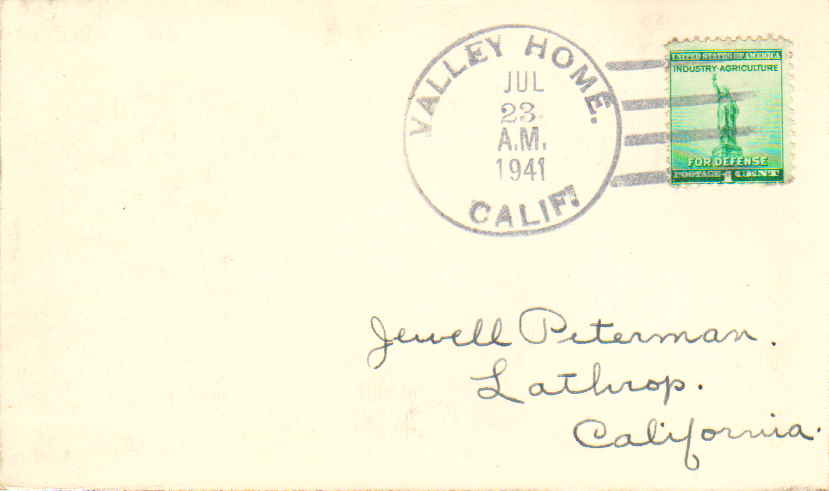 VALLEY HOME.
JUL
23
A.M.
1941
CALIF.
UNITED STATES OF AMERICA
INDUSTRY·AGRICULTURE
FOR DEFENSE
POSTAGE 1 CENT
Jewell Peterman.
Lathrop.
California.